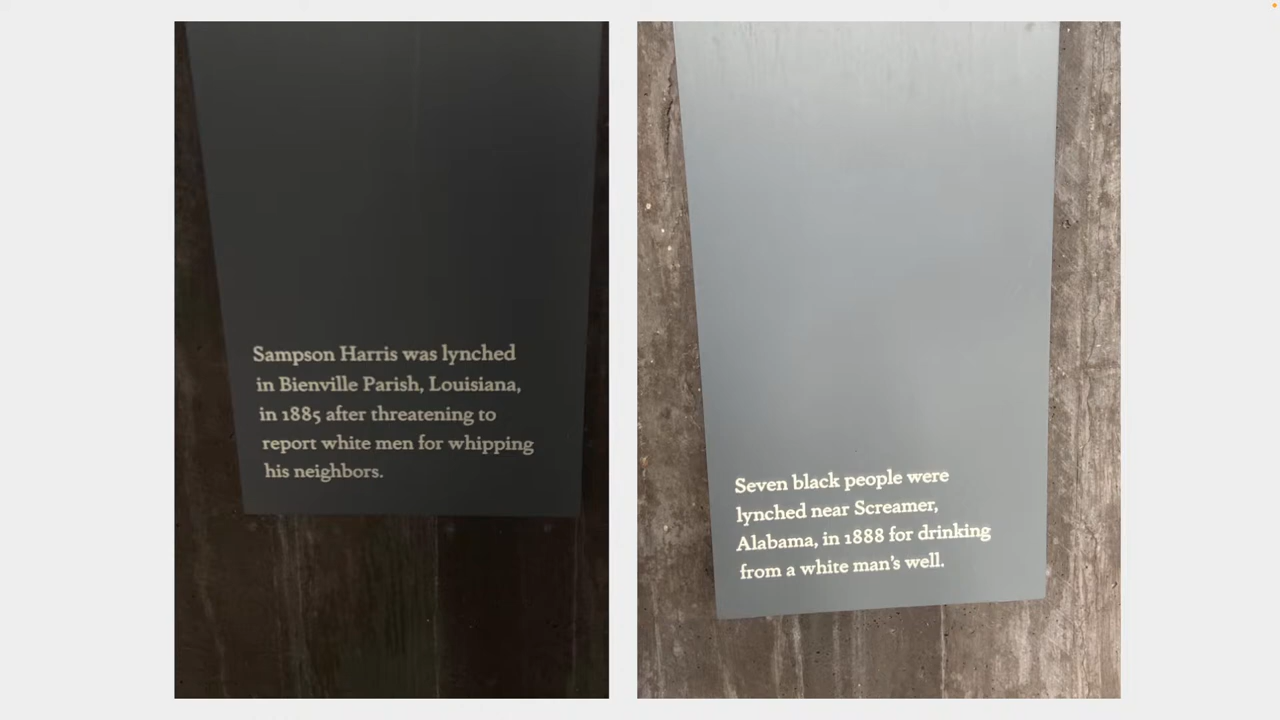 Sampson Harris was lynched
in Bienville Parish, Louisiana,
in 1885 after threatening to
report white men for whipping
his neighbors.
Seven black people were
lynched near Screamer,
Alabama, in 1888 for drinking
from a white man's well.